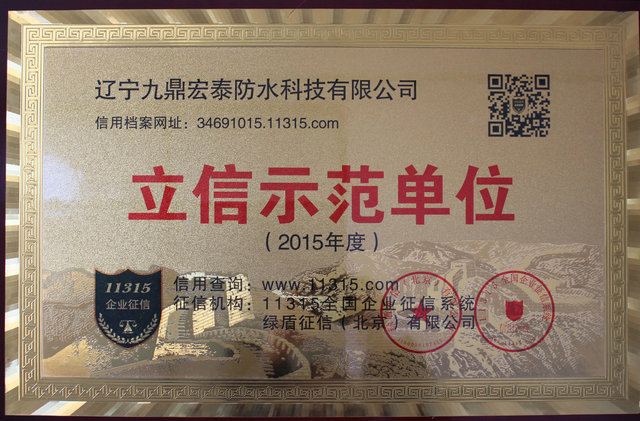 辽宁九鼎宏泰防水科技有限公司
信用档案网址：34691015.11315.com
立信示范单位
（2015年度）
11315
企业征信
信用查询：www.11315.com
征信机构：11315全国企业征信系统
绿盾征信（北京）有限公司